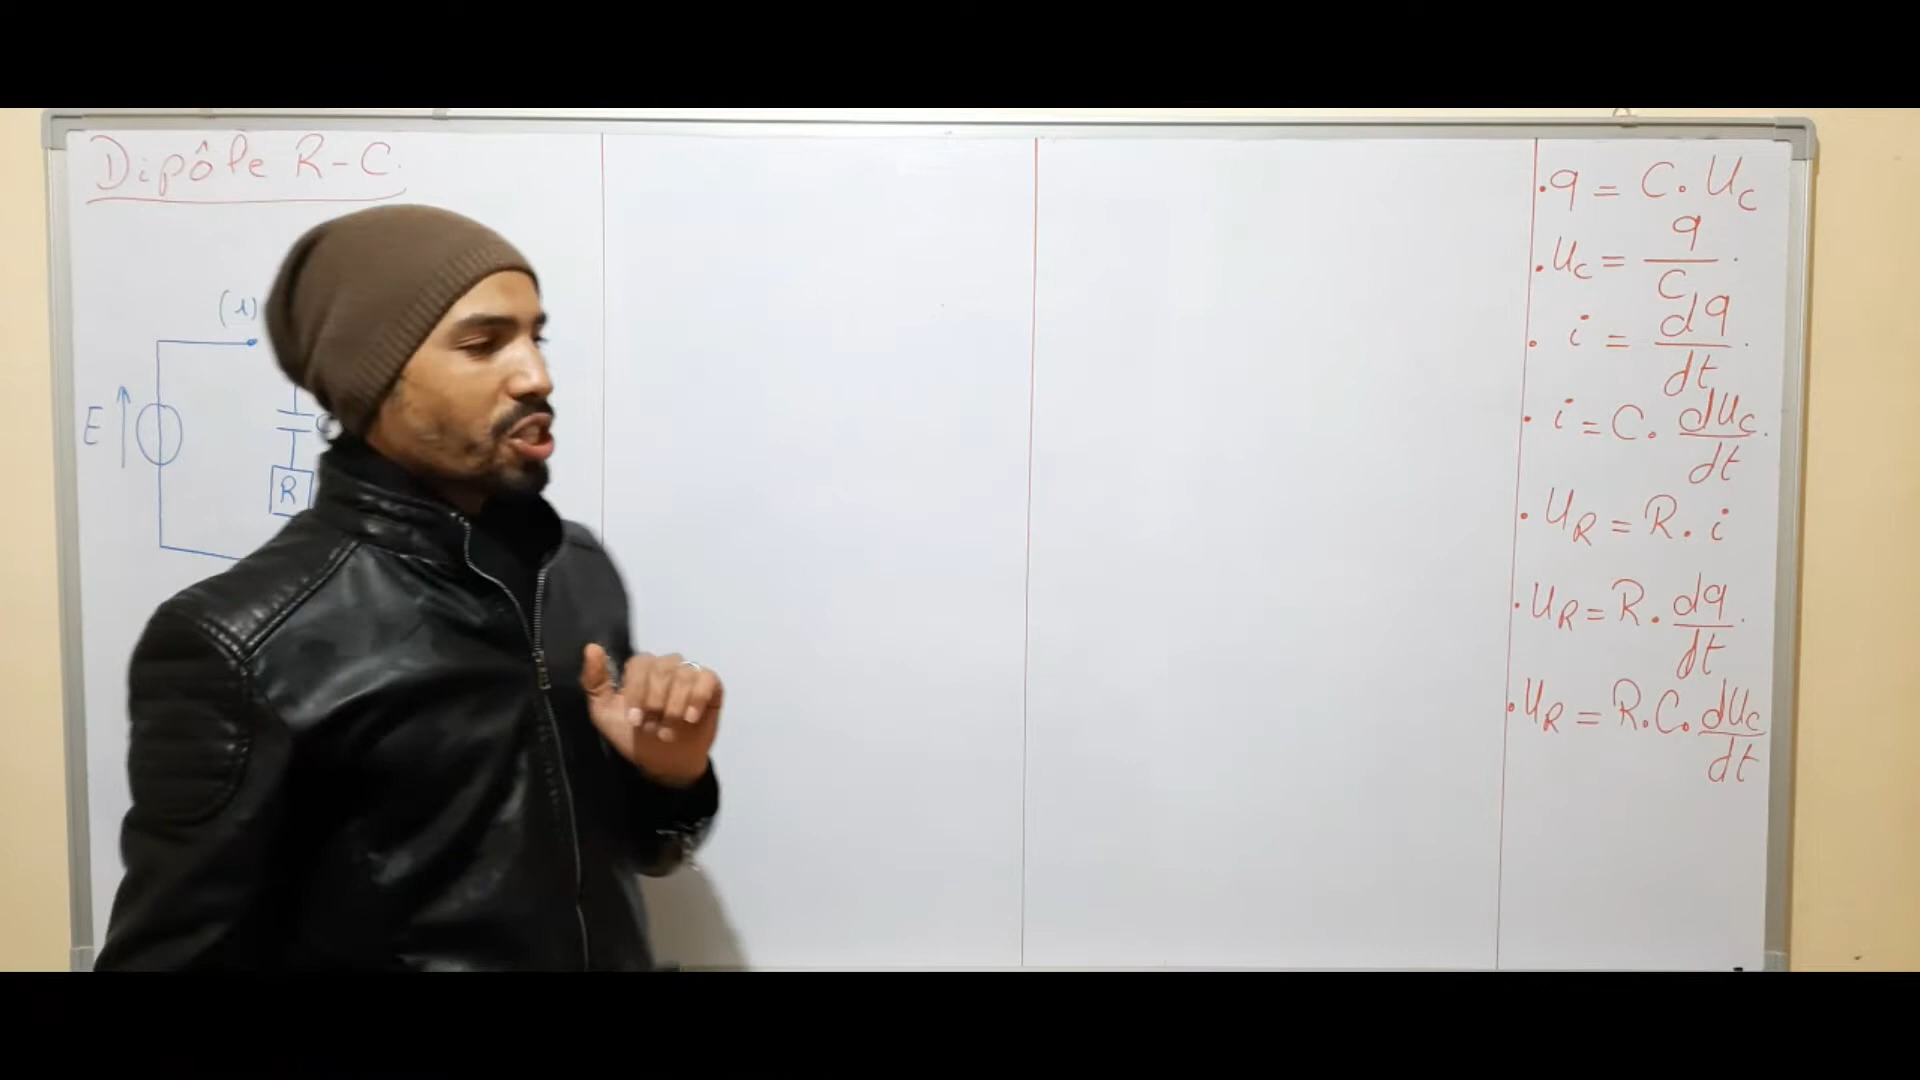 Dipôle R-C.
(1)
E
C
R
• q = C. Uc
• Uc = q/C.
• i = dq/dt.
• i = C. dUc/dt.
• UR = R. i
• UR = R. dq/dt.
• UR = R.C. dUc/dt